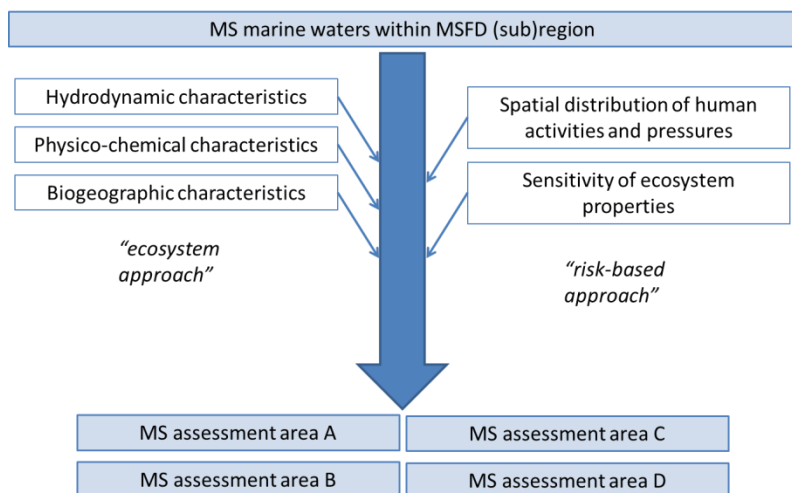 MS marine waters within MSFD (sub)region
Hydrodynamic characteristics
Physico-chemical characteristics
Biogeographic characteristics
"ecosystem
approach"
Spatial distribution of human
activities and pressures
Sensitivity of ecosystem
properties
"risk-based
approach"
MS assessment area A
MS assessment area C
MS assessment area B
MS assessment area D